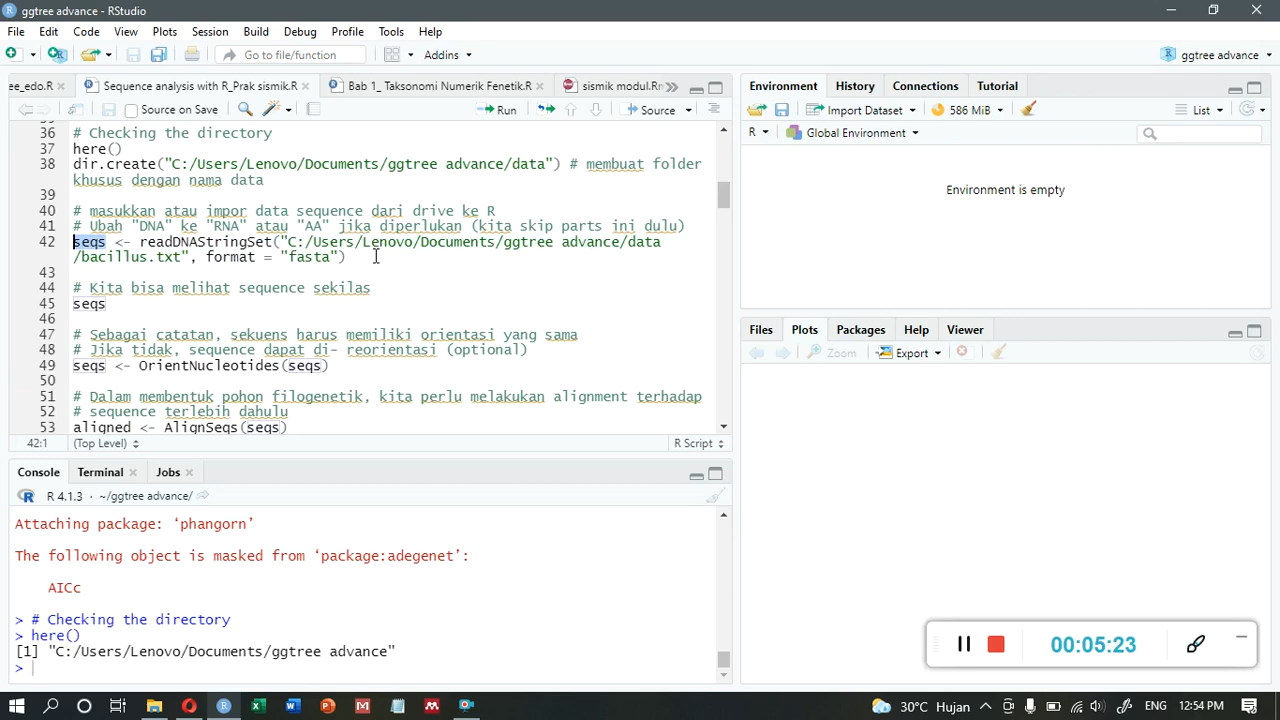 ggtree advance - RStudio
File Edit Code View Plots Session Build Debug Profile Tools Help
Go to file/function Addins ggtree advance
ee_edo.R Sequence analysis with R_Prak sismik.R Bab 1_ Taksonomi Numerik Fenetik.R sismik modul.Rm
Source on Save Run Source
36 # Checking the directory
37 here()
38 dir.create("C:/Users/Lenovo/Documents/ggtree advance/data") # membuat folder
khusus dengan nama data
39
40 # masukkan atau impor data sequence dari drive ke R
41 # Ubah "DNA" ke "RNA" atau "AA" jika diperlukan (kita skip parts ini dulu)
42 seqs <- readDNAStringSet("C:/Users/Lenovo/Documents/ggtree advance/data
/bacillus.txt", format = "fasta")
43
44 # Kita bisa melihat sequence sekilas
45 seqs
46
47 # Sebagai catatan, sekuens harus memiliki orientasi yang sama
48 # Jika tidak, sequence dapat di- reorientasi (optional)
49 seqs <- OrientNucleotides(seqs)
50
51 # Dalam membentuk pohon filogenetik, kita perlu melakukan alignment terhadap
52 # sequence terlebih dahulu
53 aligned <- AlignSeqs(seqs)
42:1 (Top Level) R Script
Console Terminal Jobs
R 4.1.3 · ~/ggtree advance/
Attaching package: ‘phangorn’
The following object is masked from ‘package:adegenet’:
AICc
> # Checking the directory
> here()
[1] "C:/Users/Lenovo/Documents/ggtree advance"
>
Environment History Connections Tutorial
Import Dataset 586 MiB List
R Global Environment
Environment is empty
Files Plots Packages Help Viewer
Zoom Export
00:05:23
30°C Hujan ENG 12:54 PM